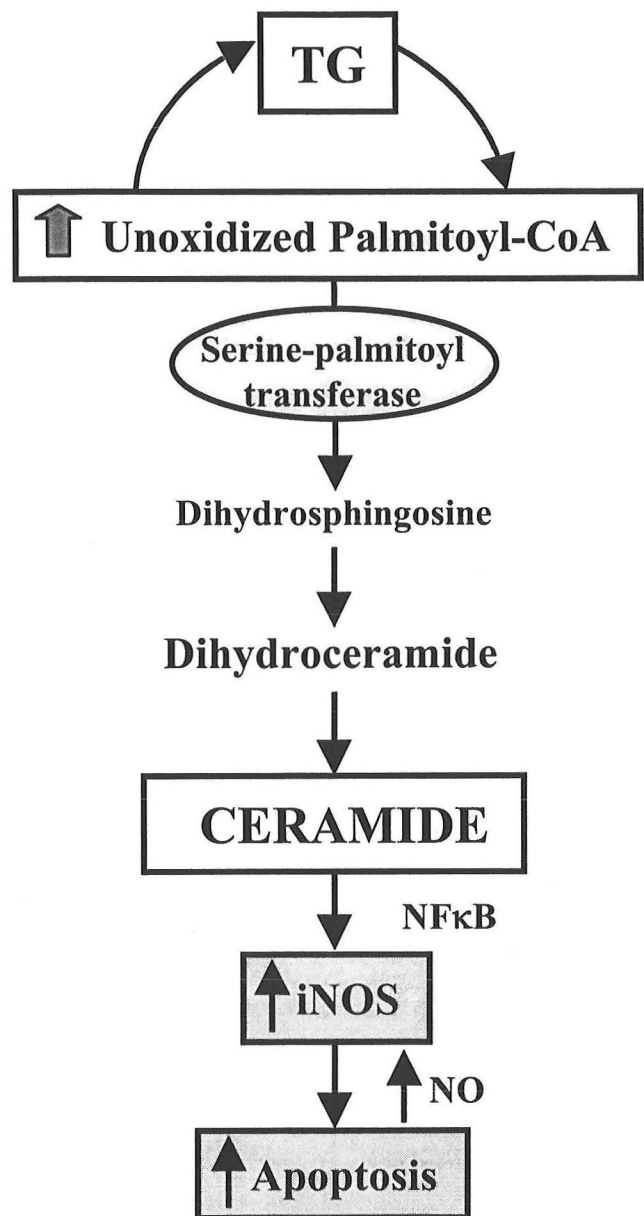 TG
Unoxidized Palmitoyl-CoA
Serine-palmitoyl
transferase
Dihydrosphingosine
Dihydroceramide
CERAMIDE
NFκB
iNOS
NO
Apoptosis